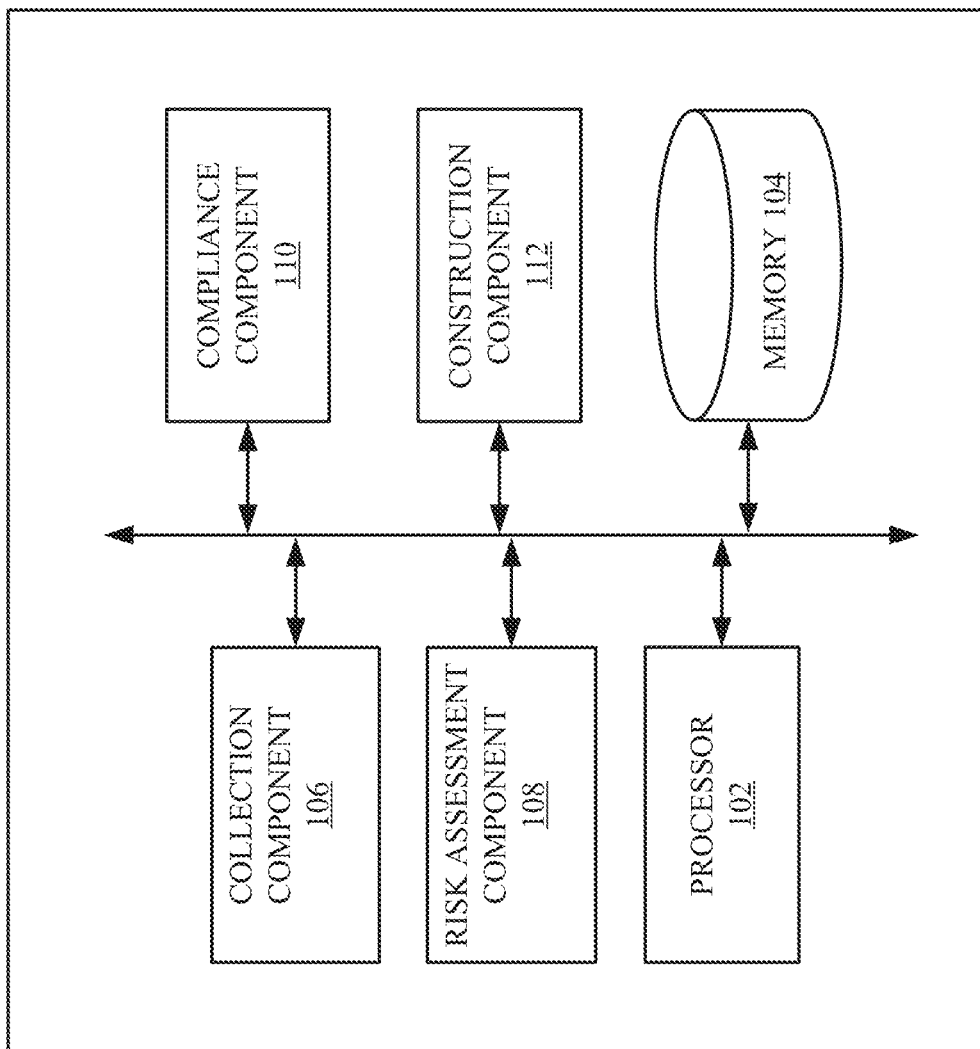 COLLECTION
COMPONENT
106
RISK ASSESSMENT
COMPONENT
108
PROCESSOR
102
COMPLIANCE
COMPONENT
110
CONSTRUCTION
COMPONENT
112
MEMORY 104